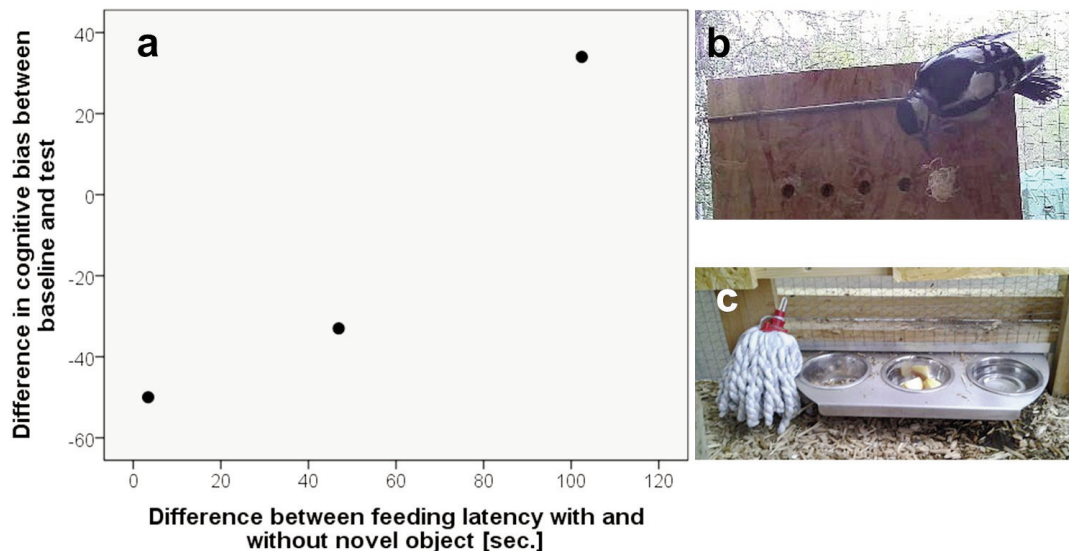 a
40
20
0
-20
-40
-60
0 20 40 60 80 100 120
Difference in cognitive bias between
baseline and test
Difference between feeding latency with and
without novel object [sec.]
b
c